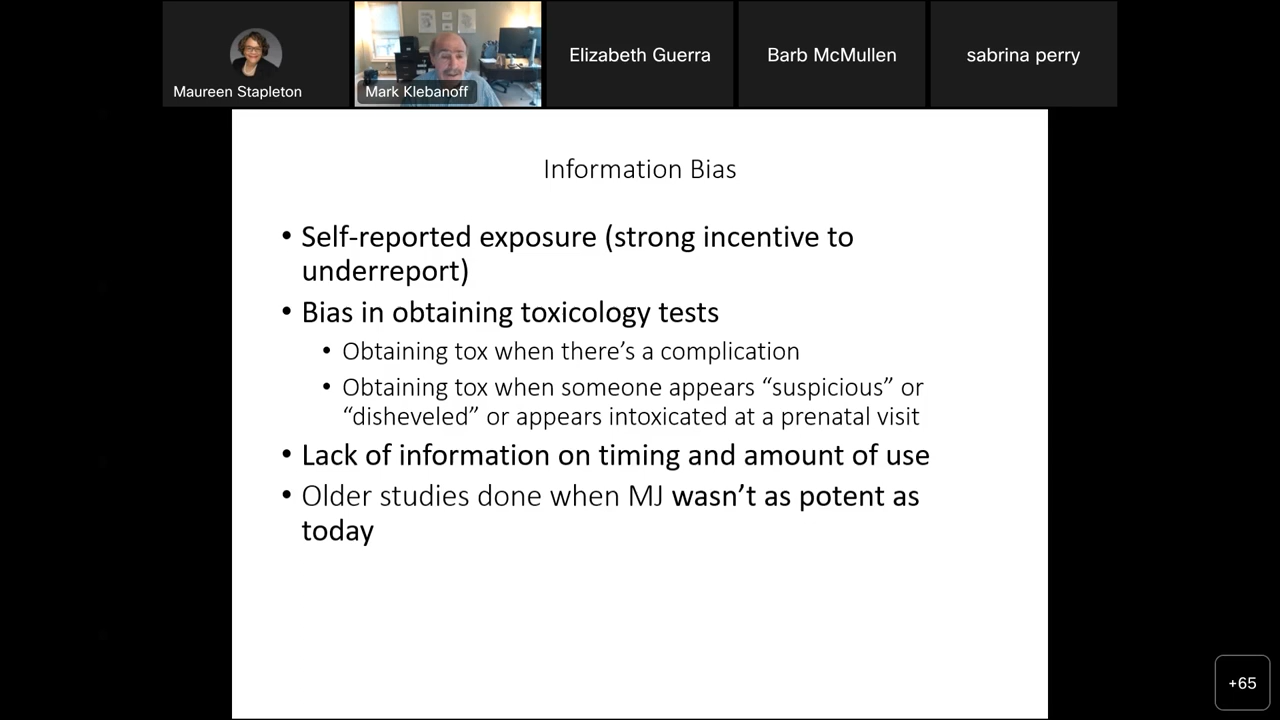 Maureen Stapleton
Mark Klebanoff
Elizabeth Guerra
Barb McMullen
sabrina perry
Information Bias
• Self-reported exposure (strong incentive to
underreport)
• Bias in obtaining toxicology tests
• Obtaining tox when there’s a complication
• Obtaining tox when someone appears “suspicious” or
“disheveled” or appears intoxicated at a prenatal visit
• Lack of information on timing and amount of use
• Older studies done when MJ wasn’t as potent as
today
+65